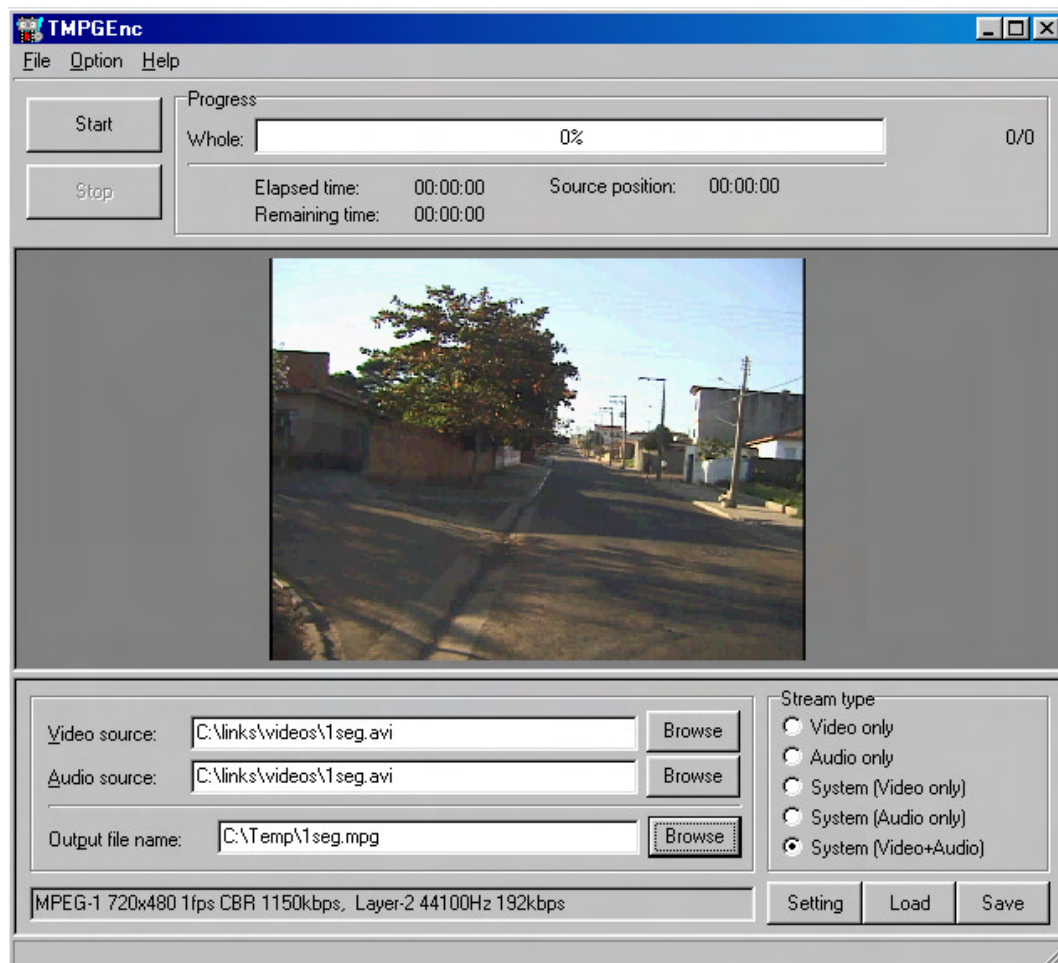 TMPGEnc
File Option Help
Start
Stop
Progress
Whole: 0% 0/0
Elapsed time: 00:00:00 Source position: 00:00:00
Remaining time: 00:00:00
Video source: C:\links\videos\1seg.avi Browse
Audio source: C:\links\videos\1seg.avi Browse
Output file name: C:\Temp\1seg.mpg Browse
Stream type
Video only
Audio only
System (Video only)
System (Audio only)
System (Video+Audio)
MPEG-1 720x480 1fps CBR 1150kbps, Layer-2 44100Hz 192kbps
Setting Load Save